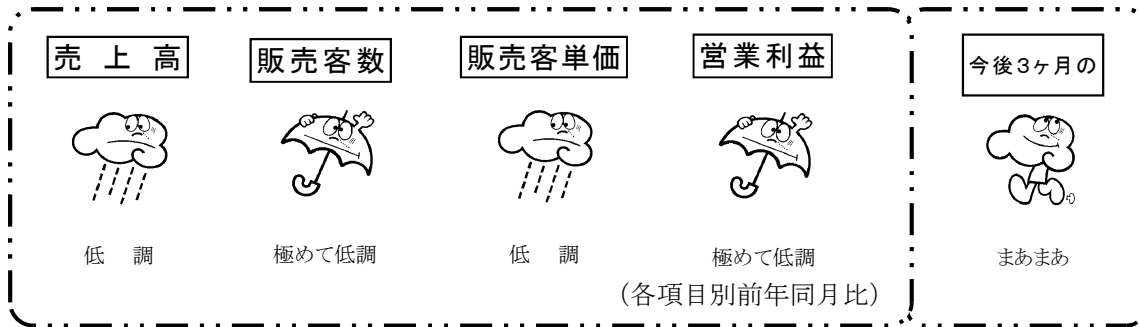 売上高
販売客数
販売客単価
営業利益
今後3ヶ月の
低調
極めて低調
低調
極めて低調
まあまあ
(各項目別前年同月比)